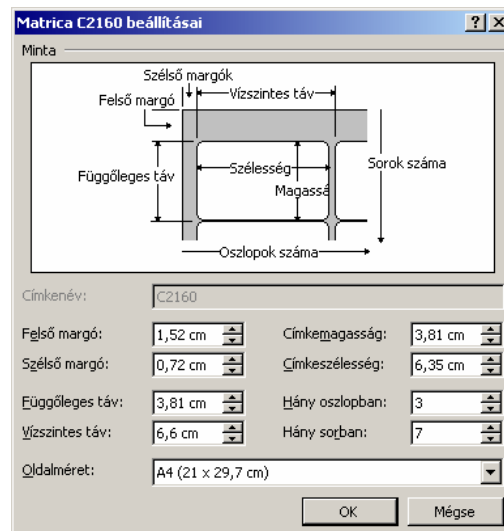 Matrica C2160 beállításai
Minta
Szélső margók
Felső margó
Vízszintes táv
Függőleges táv
Szélesség
Magassá
Sorok száma
Oszlopok száma
Címkenév: C2160
Felső margó: 1,52 cm
Címkemagasság: 3,81 cm
Szélső margó: 0,72 cm
Címkeszélesség: 6,35 cm
Függőleges táv: 3,81 cm
Hány oszlopban: 3
Vízszintes táv: 6,6 cm
Hány sorban: 7
Oldalméret: A4 (21 x 29,7 cm)
OK Mégse